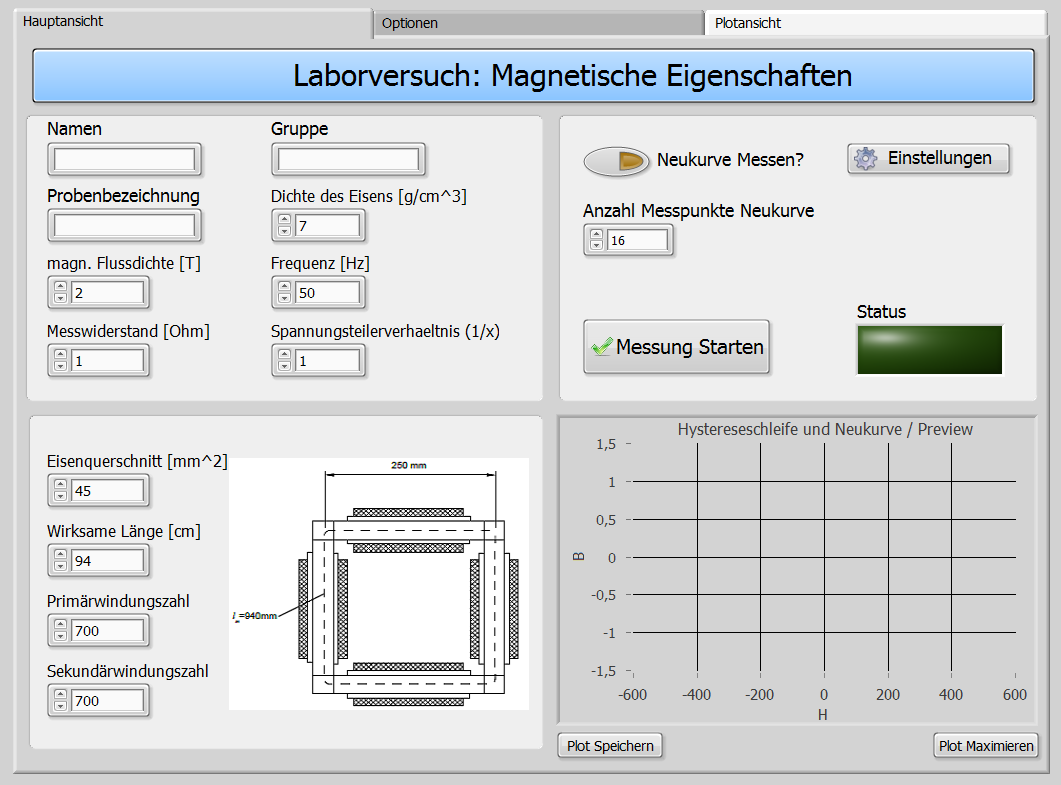 Hauptansicht
Optionen
Plotansicht
Laborversuch: Magnetische Eigenschaften
Namen
Gruppe
Probenbezeichnung
Dichte des Eisens [g/cm^3]
7
magn. Flussdichte [T]
2
Frequenz [Hz]
50
Messwiderstand [Ohm]
1
Spannungsteilerverhaeltnis (1/x)
1
Neukurve Messen?
Einstellungen
Anzahl Messpunkte Neukurve
16
Messung Starten
Status
Eisenquerschnitt [mm^2]
45
Wirksame Länge [cm]
94
Primärwindungszahl
700
Sekundärwindungszahl
700
250 mm
=940mm
Hystereseschleife und Neukurve / Preview
1,5
1
0,5
0
-0,5
-1
-1,5
B
-600 -400 -200 0 200 400 600
H
Plot Speichern
Plot Maximieren